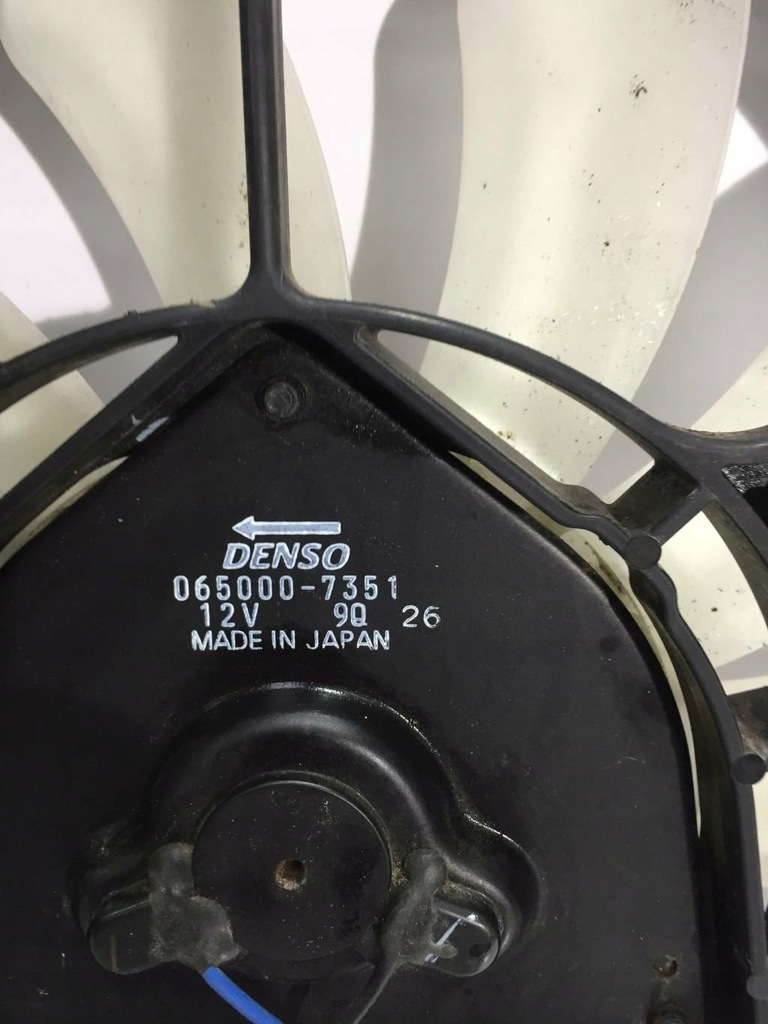 DENSO
065000-7351
12V 9Q 26
MADE IN JAPAN